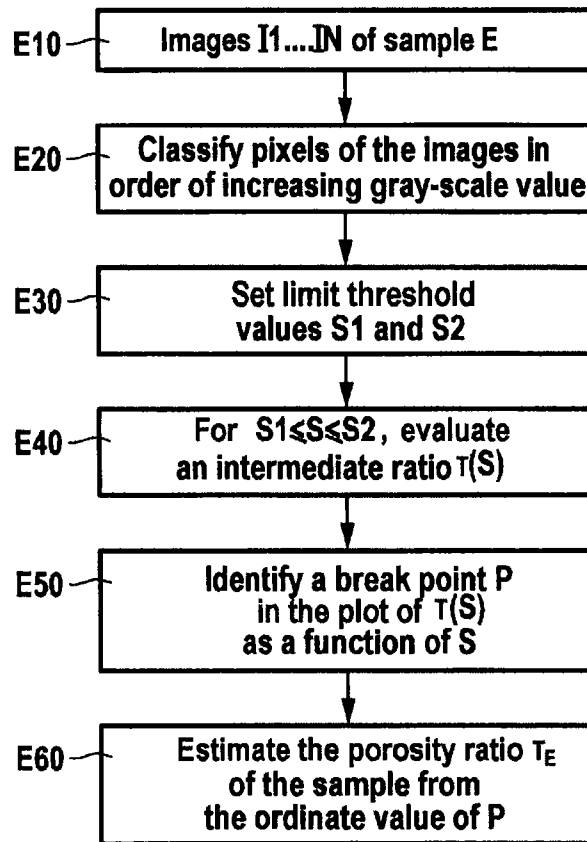 E10
Images I1....IN of sample E
E20
Classify pixels of the images in
order of increasing gray-scale value
E30
Set limit threshold
values S1 and S2
E40
For S1⩽S⩽S2, evaluate
an intermediate ratio τ(S)
E50
Identify a break point P
in the plot of τ(S)
as a function of S
E60
Estimate the porosity ratio τE
of the sample from
the ordinate value of P